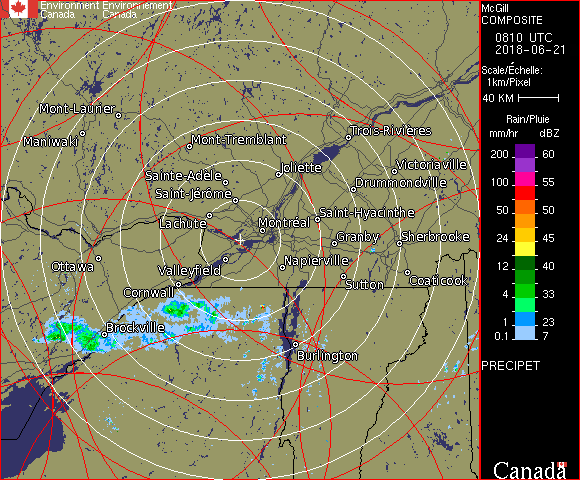 Environment Environnement
Canada Canada
McGill
COMPOSITE
0810 UTC
2018-06-21
Scale/Échelle:
1km/Pixel
40 KM
Rain/Pluie
mm/hr dBZ
200 60
100 55
50 50
24 45
12 40
4 33
2 30
1 23
0.1 7
PRECIPET
Canada
Mont-Laurier
Maniwaki
Mont-Tremblant
Trois-Rivières
Sainte-Adèle
Joliette
Victoriaville
Saint-Jérôme
Drummondville
Lachute
Montréal
Saint-Hyacinthe
Granby
Sherbrooke
Ottawa
Valleyfield
Napierville
Cornwall
Sutton
Coaticook
Brockville
Burlington